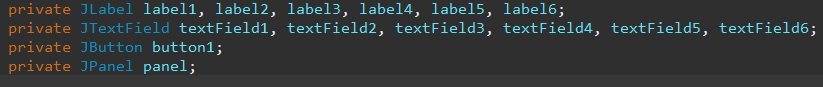 private JLabel label1, label2, label3, label4, label5, label6;
private JTextField textField1, textField2, textField3, textField4, textField5, textField6;
private JButton button1;
private JPanel panel;